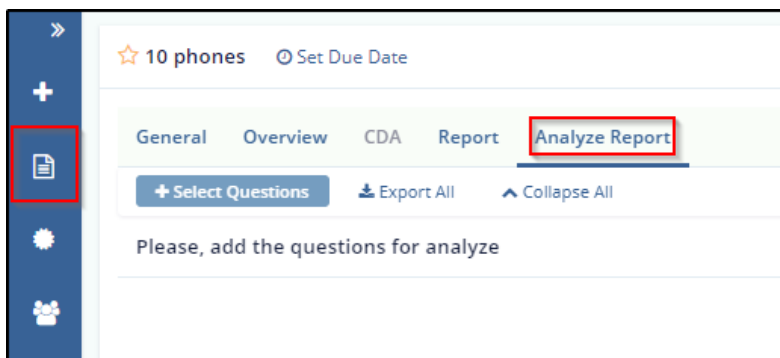 10 phones Set Due Date
General Overview CDA Report Analyze Report
+ Select Questions Export All Collapse All
Please, add the questions for analyze